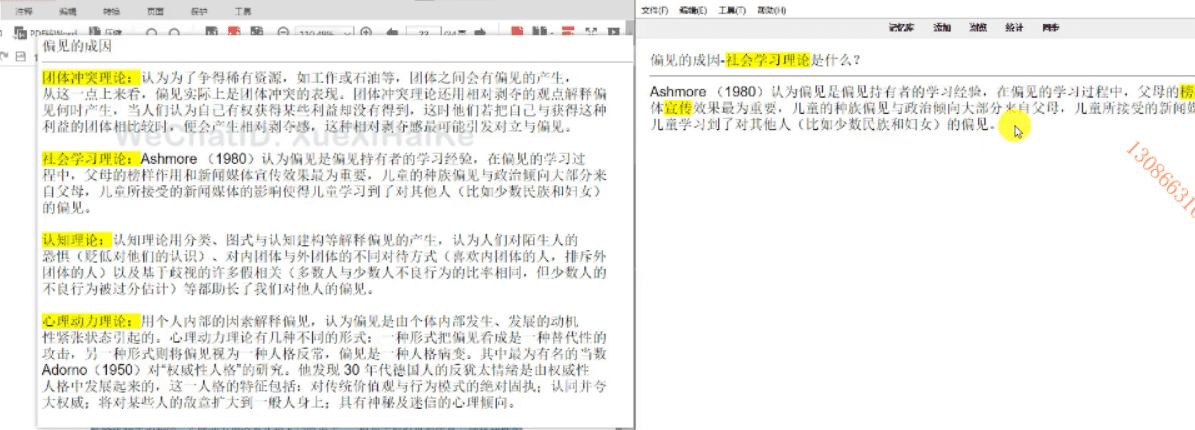 注释 编辑 转换 页面 保护 工具
偏见的成因
团体冲突理论：认为为了争得稀有资源，如工作或石油等，团体之间会有偏见的产生，
从这一点上来看，偏见实际上是团体冲突的表现。团体冲突理论还用相对剥夺的观点解释偏
见何时产生，当人们认为自己有权获得某些利益却没有得到，这时他们若把自己与获得这种
利益的团体相比较时，便会产生相对剥夺感，这种相对剥夺感最可能引发对立与偏见。
WeChatID: XueXiHaiKe
社会学习理论：Ashmore （1980）认为偏见是偏见持有者的学习经验，在偏见的学习过
程中，父母的榜样作用和新闻媒体宣传效果最为重要，儿童的种族偏见与政治倾向大部分来
自父母，儿童所接受的新闻媒体的影响使得儿童学习到了对其他人（比如少数民族和妇女）
的偏见。
认知理论：认知理论用分类、图式与认知建构等解释偏见的产生，认为人们对陌生人的
恐惧（贬低对他们的认识）、对内团体与外团体的不同对待方式（喜欢内团体的人，排斥外
团体的人）以及基于歧视的许多假相关（多数人与少数人不良行为的比率相同，但少数人的
不良行为被过分估计）等都助长了我们对他人的偏见。
心理动力理论：用个人内部的因素解释偏见，认为偏见是由个体内部发生、发展的动机
性紧张状态引起的。心理动力理论有几种不同的形式：一种形式把偏见看成是一种替代性的
攻击，另一种形式则将偏见视为一种人格反常，偏见是一种人格病变。其中最为有名的当数
Adorno（1950）对“权威性人格”的研究。他发现 30 年代德国人的反犹太情绪是由权威性
人格中发展起来的，这一人格的特征包括：对传统价值观与行为模式的绝对固执；认同并夸
大权威；将对某些人的敌意扩大到一般人身上；具有神秘及迷信的心理倾向。
文件(F) 编辑(E) 工具(T) 帮助(H)
记忆库 添加 浏览 统计 同步
偏见的成因-社会学习理论是什么？
Ashmore （1980）认为偏见是偏见持有者的学习经验，在偏见的学习过程中，父母的榜
体宣传效果最为重要，儿童的种族偏见与政治倾向大部分来自父母，儿童所接受的新闻媒
儿童学习到了对其他人（比如少数民族和妇女）的偏见。